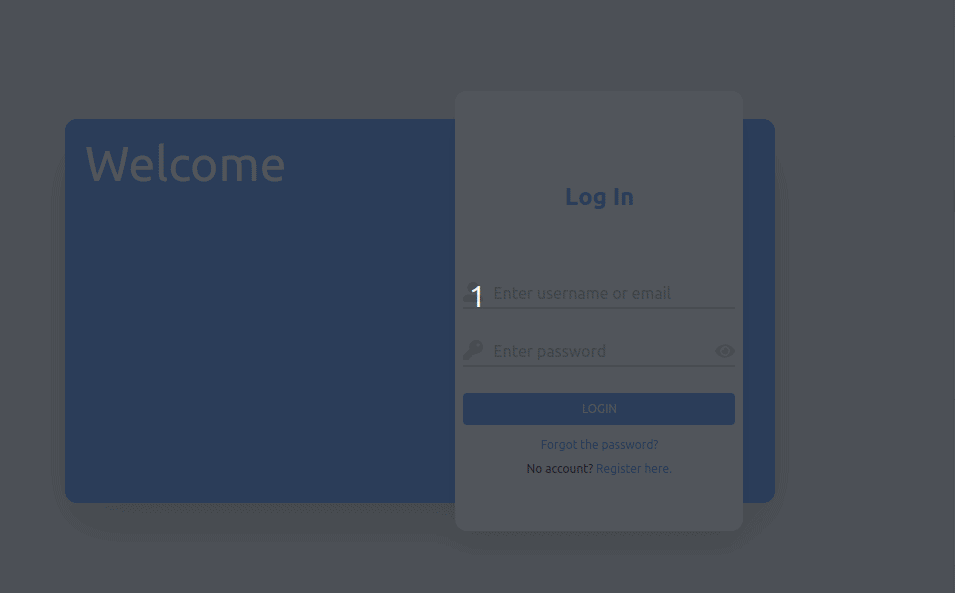 Welcome
Log In
1
Enter username or email
Enter password
LOGIN
Forgot the password?
No account? Register here.